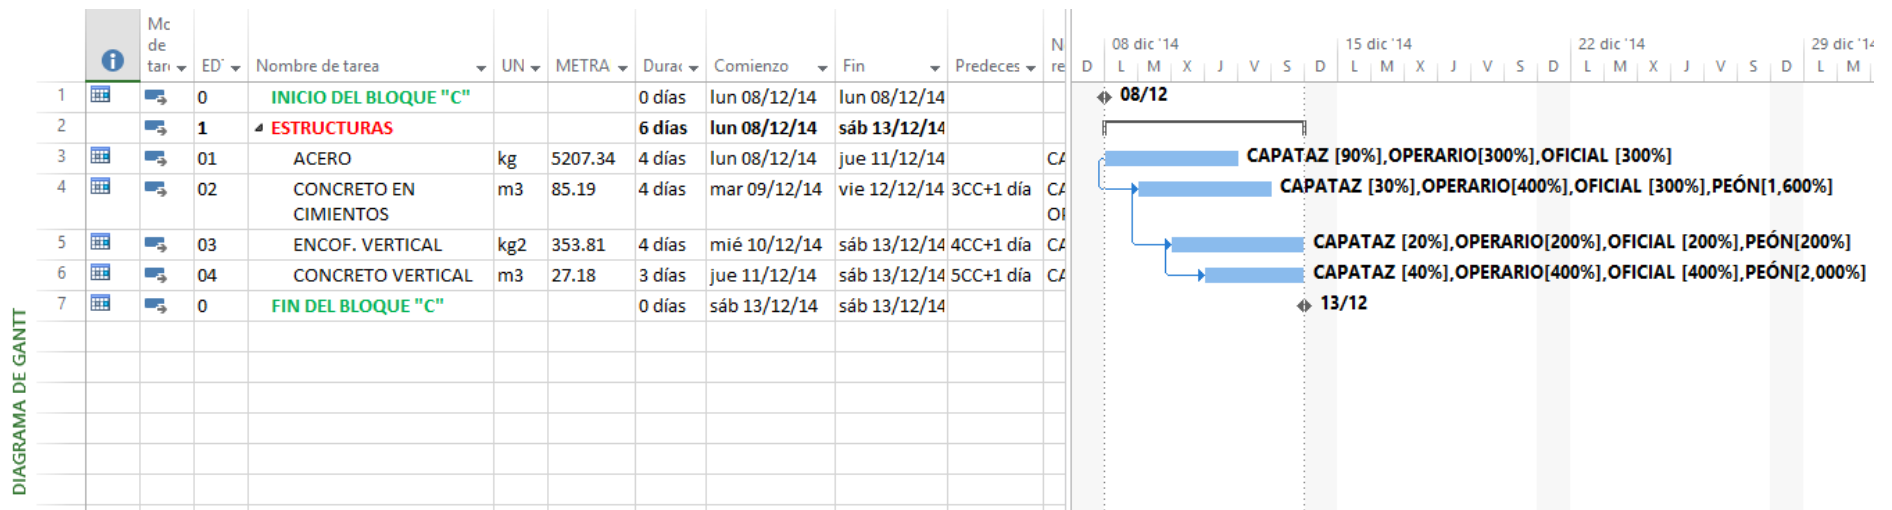 Mc
de
tar ED' Nombre de tarea UN METRA Durac Comienzo Fin Predeces re
N
08 dic '14 15 dic '14 22 dic '14 29 dic '14
D L M X J V S D L M X J V S D L M X J V S D L M
1 0 INICIO DEL BLOQUE "C" 0 días lun 08/12/14 lun 08/12/14 08/12
2 1 ESTRUCTURAS 6 días lun 08/12/14 sáb 13/12/14
3 01 ACERO kg 5207.34 4 días lun 08/12/14 jue 11/12/14 CA CAPATAZ [90%],OPERARIO[300%],OFICIAL [300%]
4 02 CONCRETO EN m3 85.19 4 días mar 09/12/14 vie 12/12/14 3CC+1 día CA CAPATAZ [30%],OPERARIO[400%],OFICIAL [300%],PEÓN[1,600%]
CIMIENTOS OP
5 03 ENCOF. VERTICAL kg2 353.81 4 días mié 10/12/14 sáb 13/12/14 4CC+1 día CA CAPATAZ [20%],OPERARIO[200%],OFICIAL [200%],PEÓN[200%]
6 04 CONCRETO VERTICAL m3 27.18 3 días jue 11/12/14 sáb 13/12/14 5CC+1 día CA CAPATAZ [40%],OPERARIO[400%],OFICIAL [400%],PEÓN[2,000%]
7 0 FIN DEL BLOQUE "C" 0 días sáb 13/12/14 sáb 13/12/14 13/12
DIAGRAMA DE GANTT